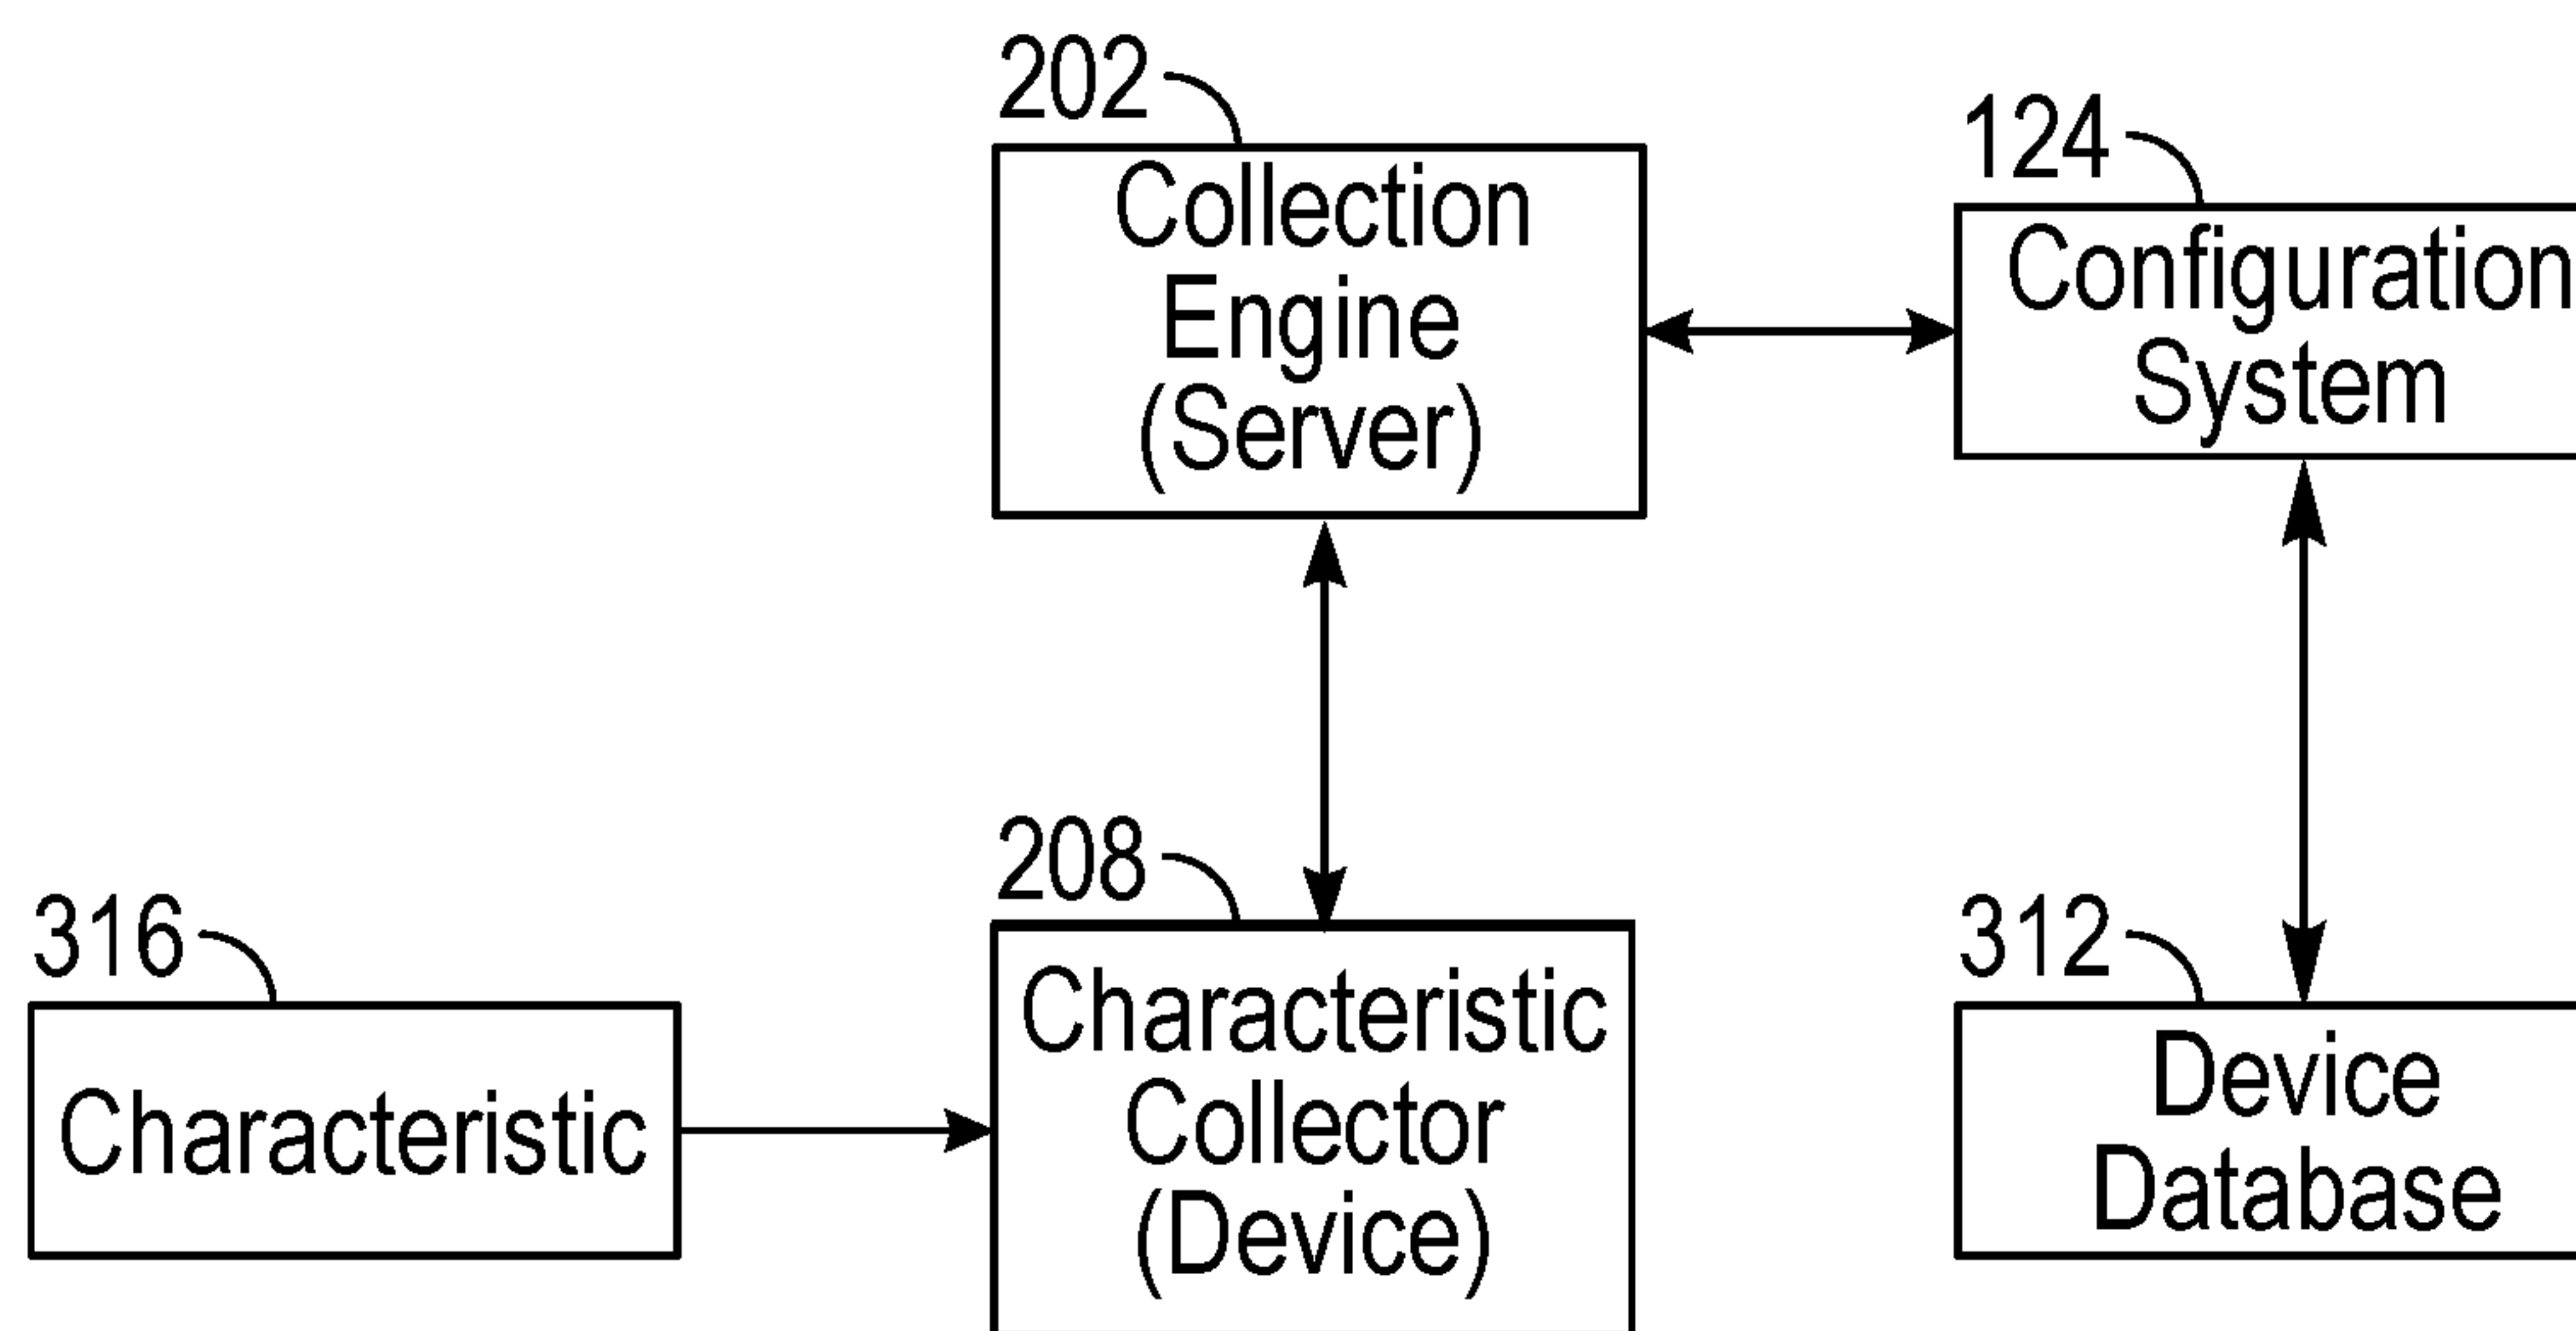 202
Collection
Engine
(Server)
124
Configuration
System
316
Characteristic
208
Characteristic
Collector
(Device)
312
Device
Database